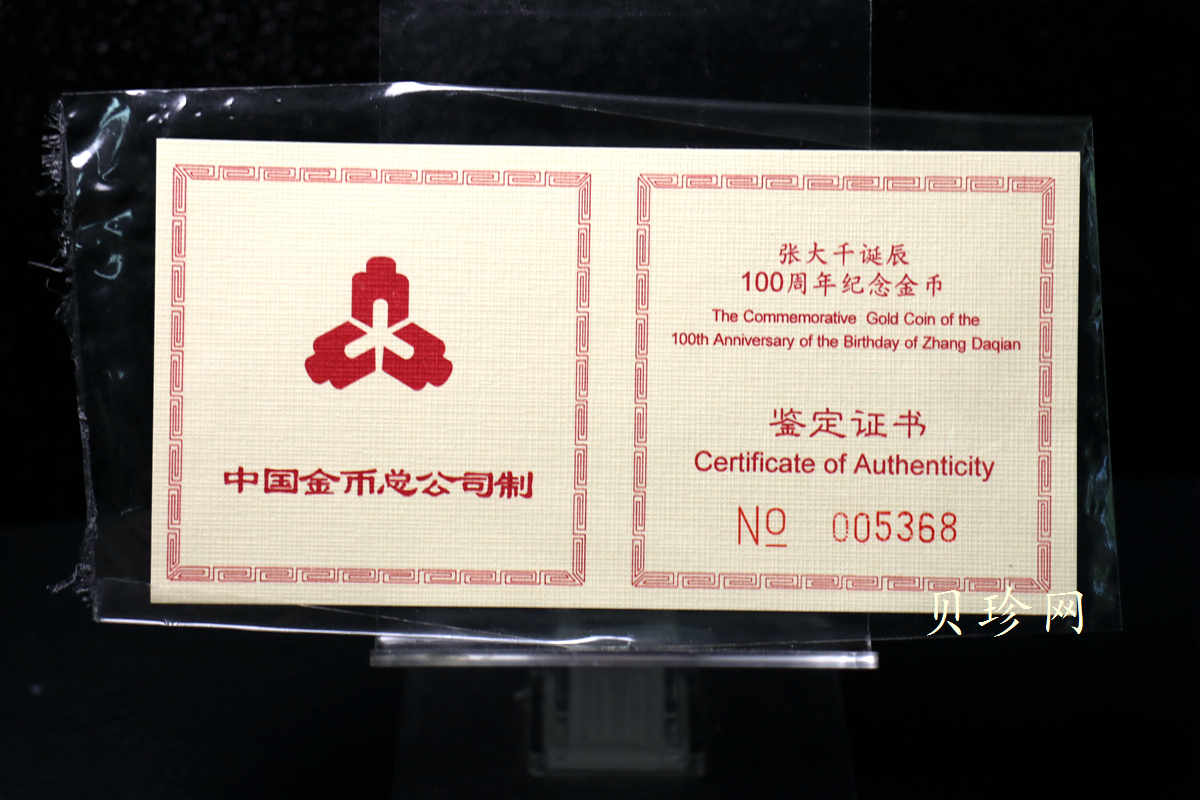 中国金币总公司制
张大千诞辰
100周年纪念金币
The Commemorative Gold Coin of the
100th Anniversary of the Birthday of Zhang Daqian
鉴定证书
Certificate of Authenticity
Nº 005368
贝珍网